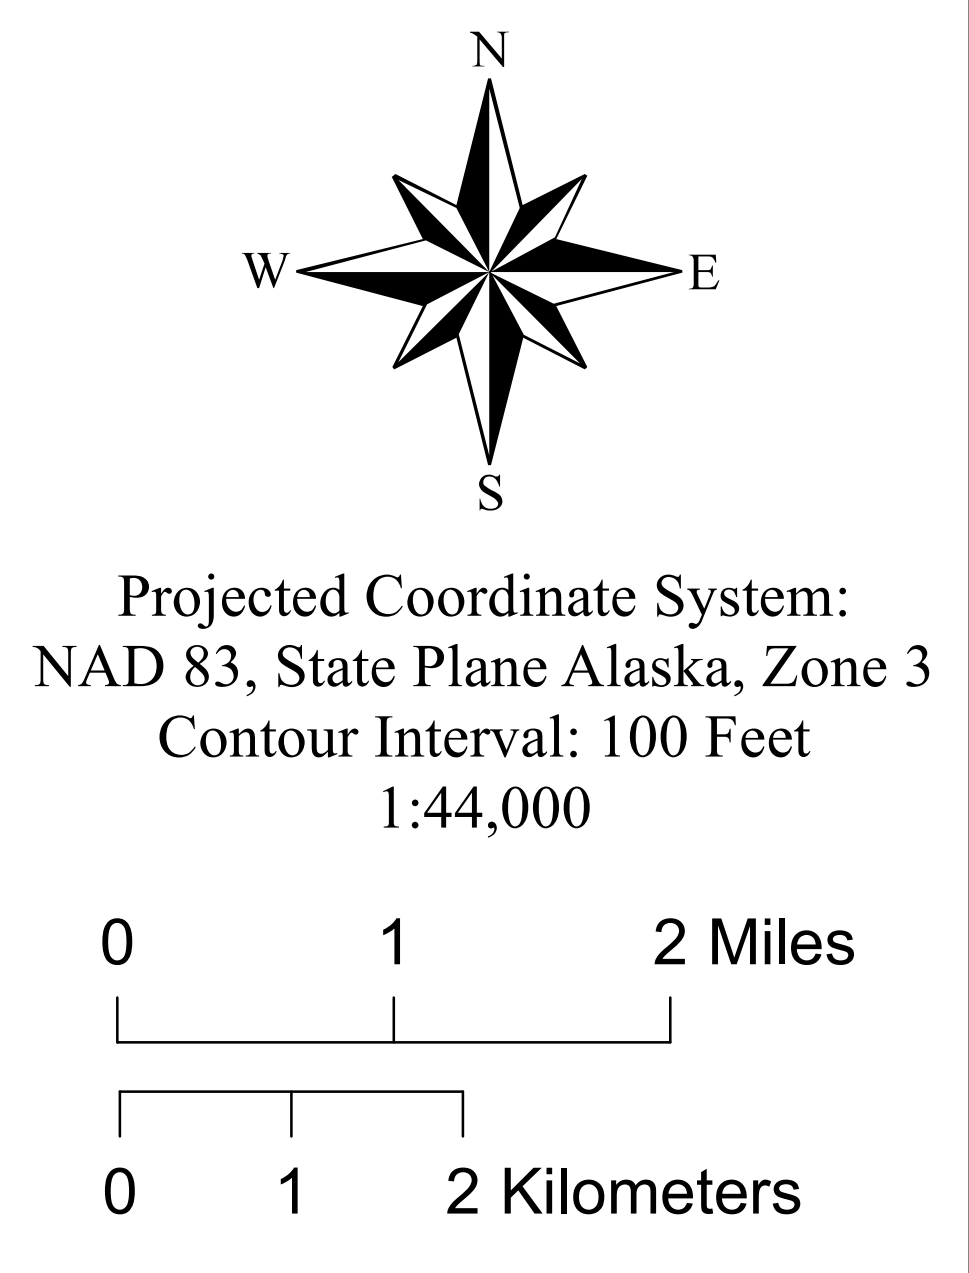 N
W E
S
Projected Coordinate System:
NAD 83, State Plane Alaska, Zone 3
Contour Interval: 100 Feet
1:44,000
0 1 2 Miles
0 1 2 Kilometers